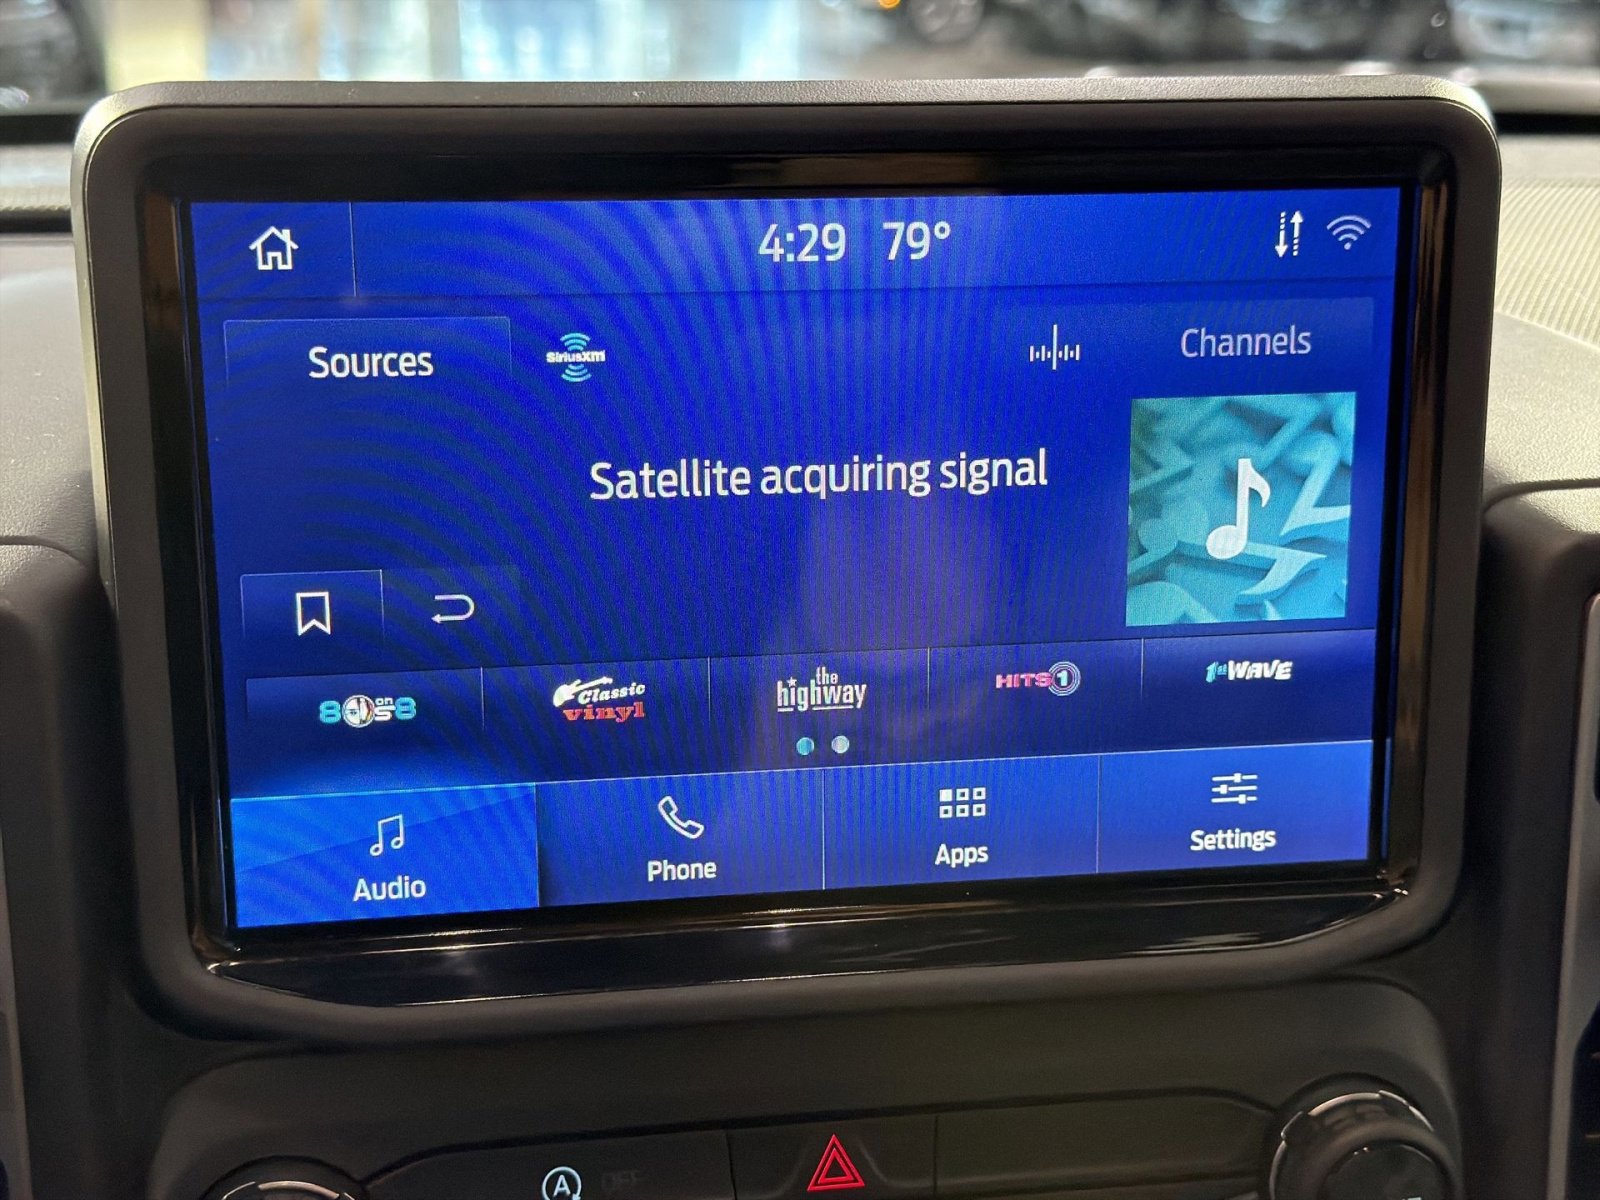 4:29 79°
Sources
SiriusXM
Channels
Satellite acquiring signal
80s on 8
Classic
vinyl
the
highway
HITS 1
1st WAVE
Audio
Phone
Apps
Settings
A
OFF